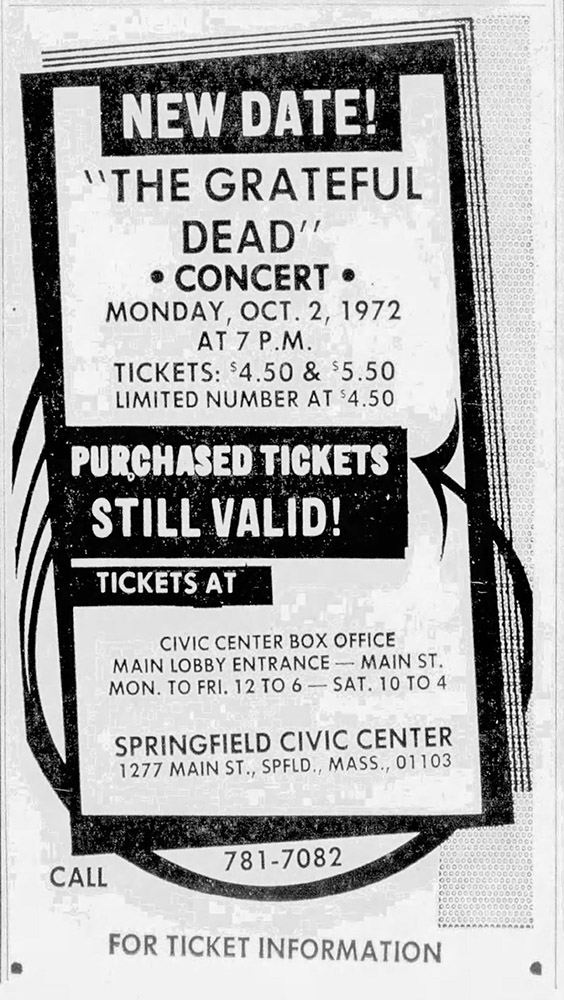 NEW DATE!
"THE GRATEFUL
DEAD"
• CONCERT •
MONDAY, OCT. 2, 1972
AT 7 P.M.
TICKETS: $4.50 & $5.50
LIMITED NUMBER AT $4.50
PURCHASED TICKETS
STILL VALID!
TICKETS AT
CIVIC CENTER BOX OFFICE
MAIN LOBBY ENTRANCE — MAIN ST.
MON. TO FRI. 12 TO 6 — SAT. 10 TO 4
SPRINGFIELD CIVIC CENTER
1277 MAIN ST., SPFLD., MASS., 01103
781-7082
CALL
FOR TICKET INFORMATION